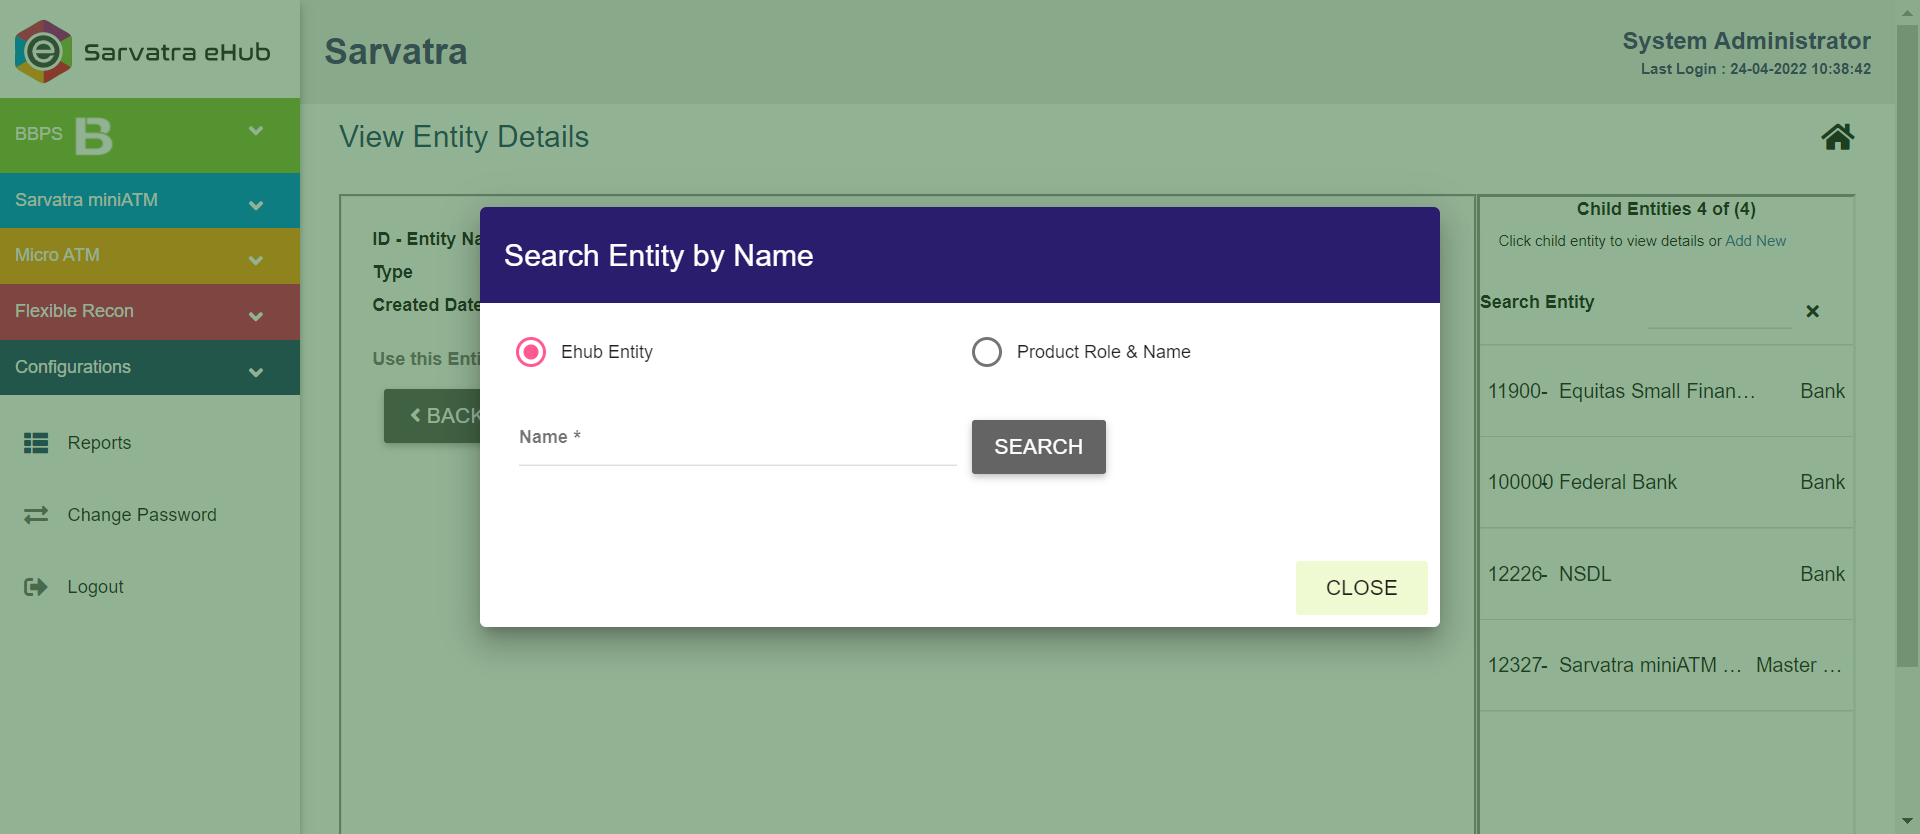 Sarvatra eHub
Sarvatra
System Administrator
Last Login : 24-04-2022 10:38:42
BBPS B
Sarvatra miniATM
Micro ATM
Flexible Recon
Configurations
Reports
Change Password
Logout
View Entity Details
ID - Entity Na
Type
Created Date
Use this Enti
BACK
Search Entity by Name
Ehub Entity
Product Role & Name
Name *
SEARCH
CLOSE
Child Entities 4 of (4)
Click child entity to view details or Add New
Search Entity
11900- Equitas Small Finan... Bank
100000- Federal Bank Bank
12226- NSDL Bank
12327- Sarvatra miniATM ... Master ...